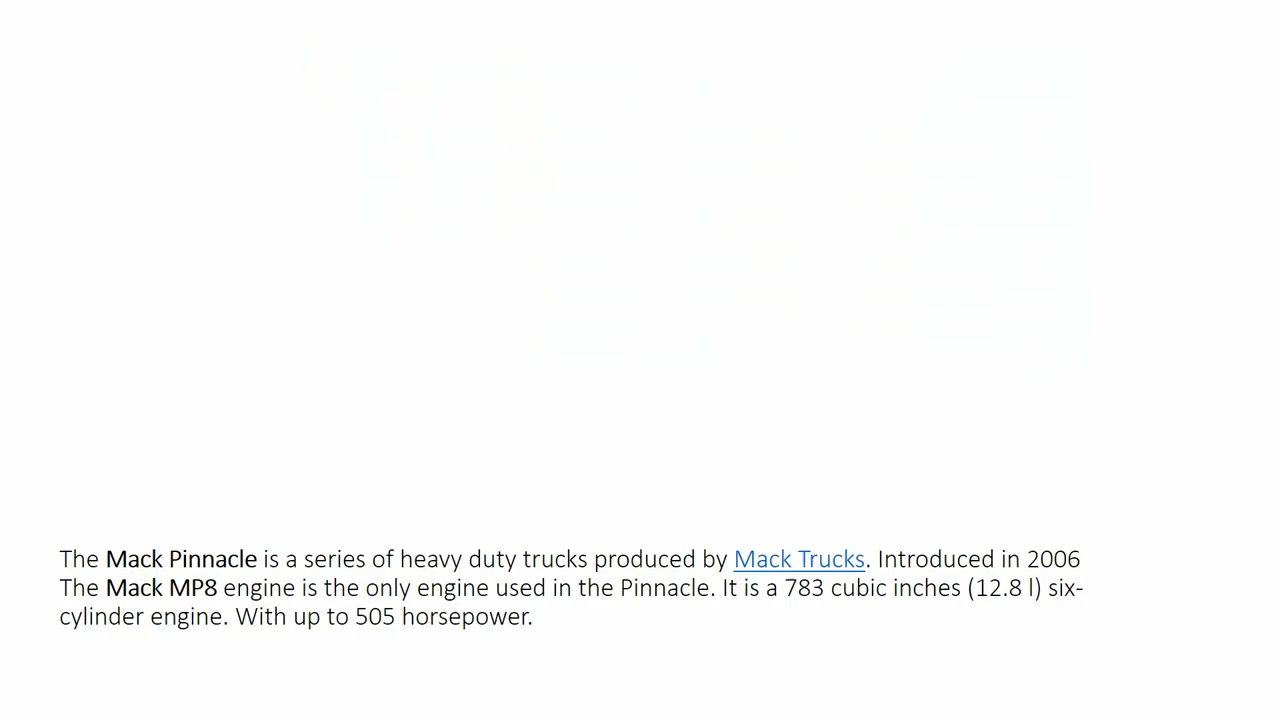 The Mack Pinnacle is a series of heavy duty trucks produced by Mack Trucks. Introduced in 2006
The Mack MP8 engine is the only engine used in the Pinnacle. It is a 783 cubic inches (12.8 l) six-
cylinder engine. With up to 505 horsepower.